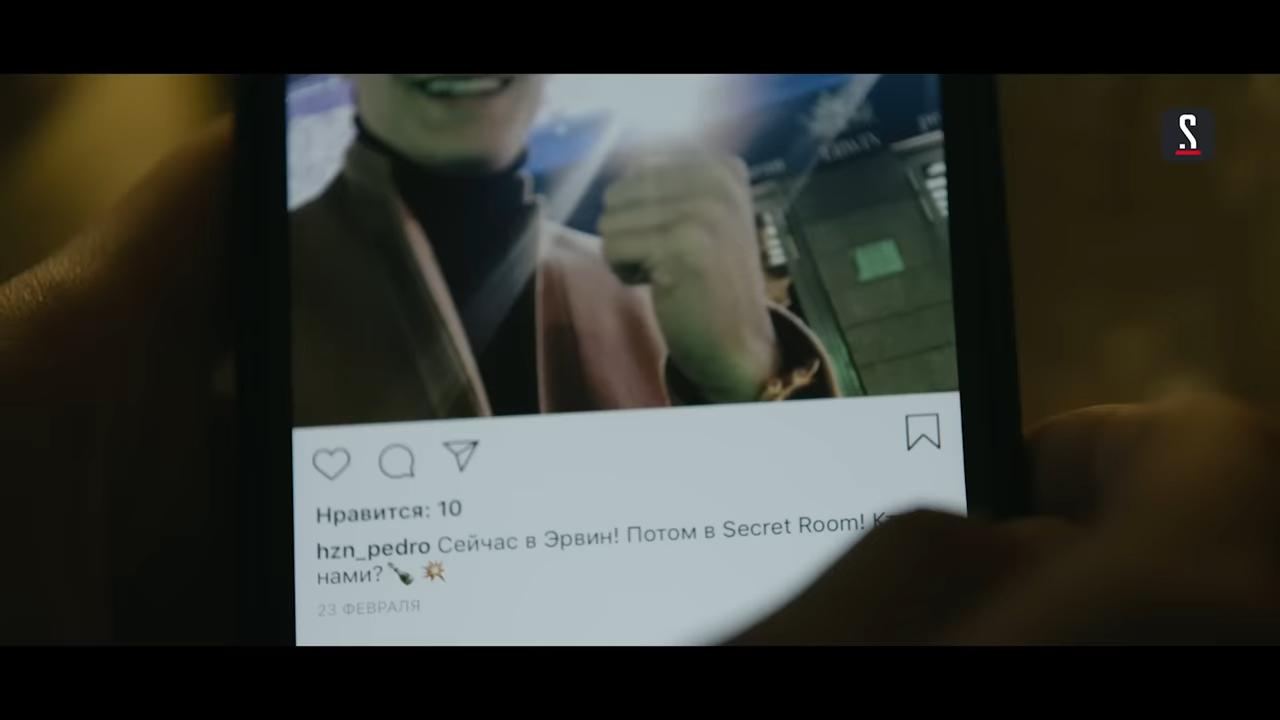 Нравится: 10
hzn_pedro Сейчас в Эрвин! Потом в Secret Room!
нами?
23 ФЕВРАЛЯ